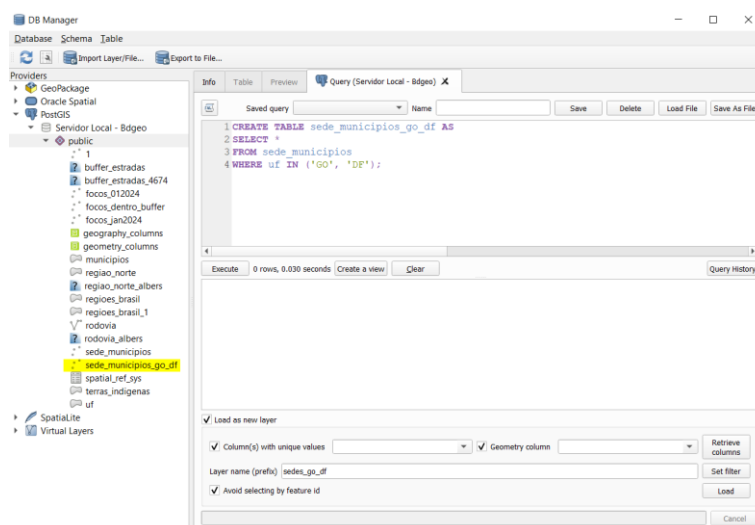 DB Manager
Database Schema Table
Import Layer/File... Export to File...
Providers
GeoPackage
Oracle Spatial
PostGIS
Servidor Local - Bdgeo
public
1
buffer_estradas
buffer_estradas_4674
focos_012024
focos_dentro_buffer
focos_jan2024
geography_columns
geometry_columns
municipios
regiao_norte
regiao_norte_albers
regioes_brasil
regioes_brasil_1
rodovia
rodovia_albers
sede_municipios
sede_municipios_go_df
spatial_ref_sys
terras_indigenas
uf
SpatiaLite
Virtual Layers
Info Table Preview Query (Servidor Local - Bdgeo) X
Saved query Name Save Delete Load File Save As File
1 CREATE TABLE sede_municipios_go_df AS
2 SELECT *
3 FROM sede_municipios
4 WHERE uf IN ('GO', 'DF');
Execute 0 rows, 0.030 seconds Create a view Clear Query History
Load as new layer
Column(s) with unique values Geometry column Retrieve columns
Layer name (prefix) sedes_go_df Set filter
Avoid selecting by feature id Load
Cancel